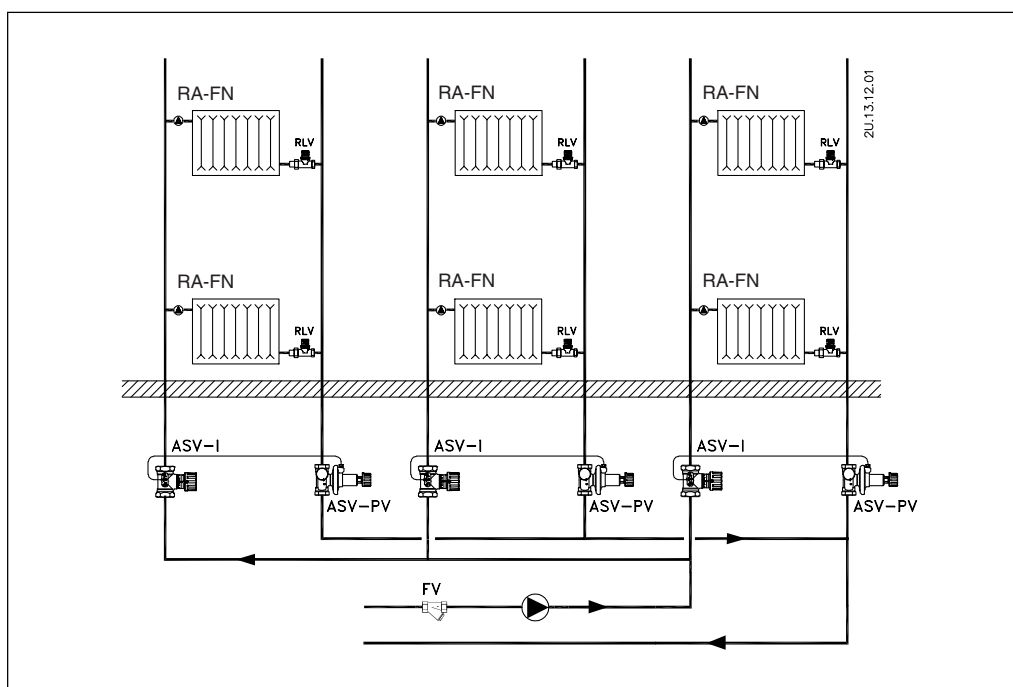 RA-FN
RA-FN
RA-FN
2U.13.12.01
RLV
RLV
RLV
RA-FN
RA-FN
RA-FN
RLV
RLV
RLV
ASV-I
ASV-I
ASV-I
ASV-PV
ASV-PV
ASV-PV
FV